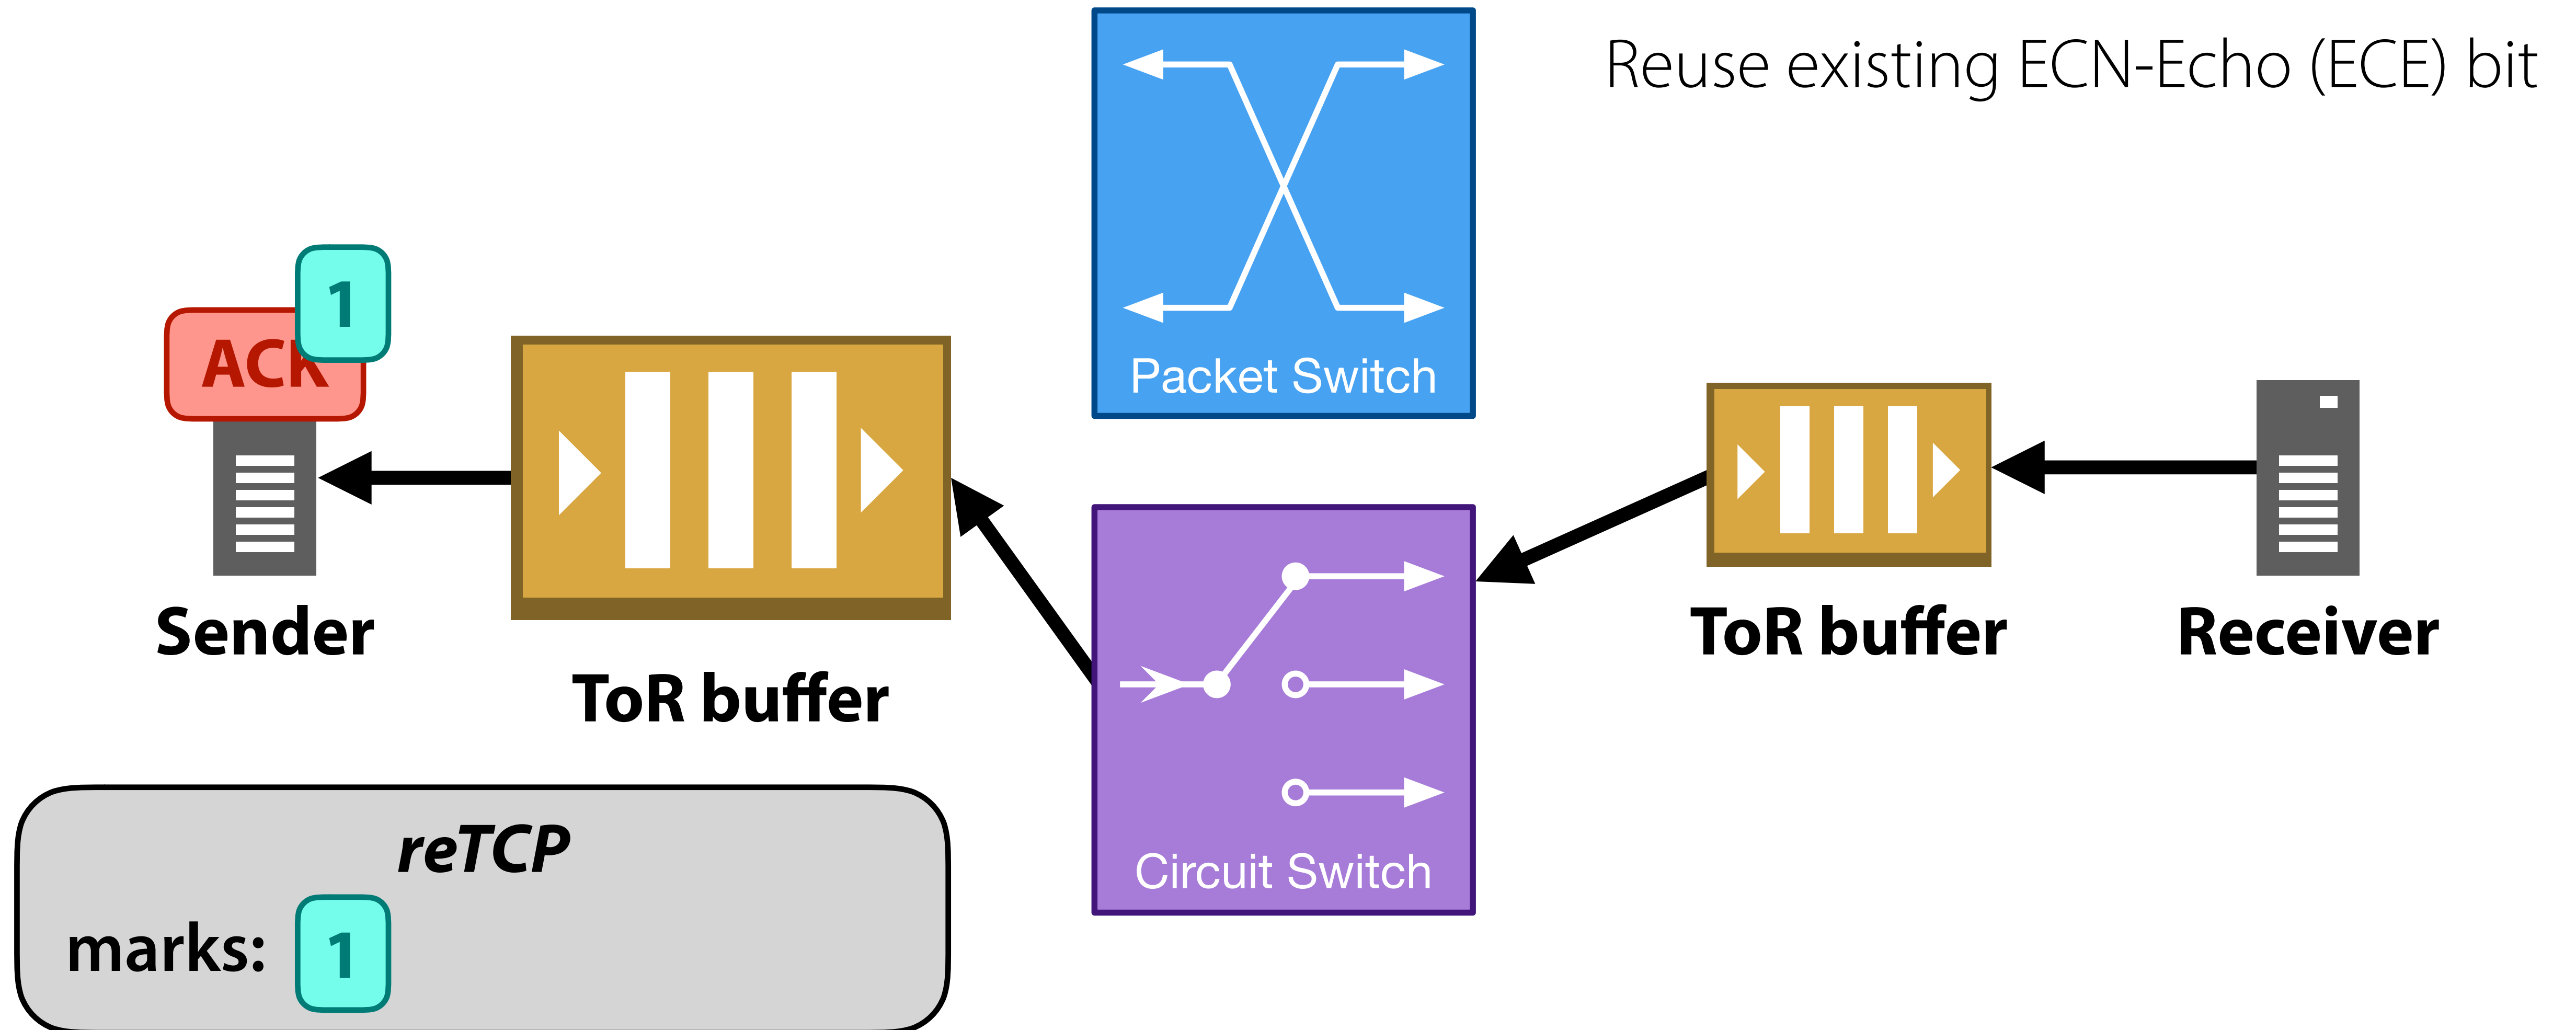 Reuse existing ECN-Echo (ECE) bit
1
ACK
Packet Switch
Sender
ToR buffer
ToR buffer
Receiver
Circuit Switch
reTCP
marks: 1